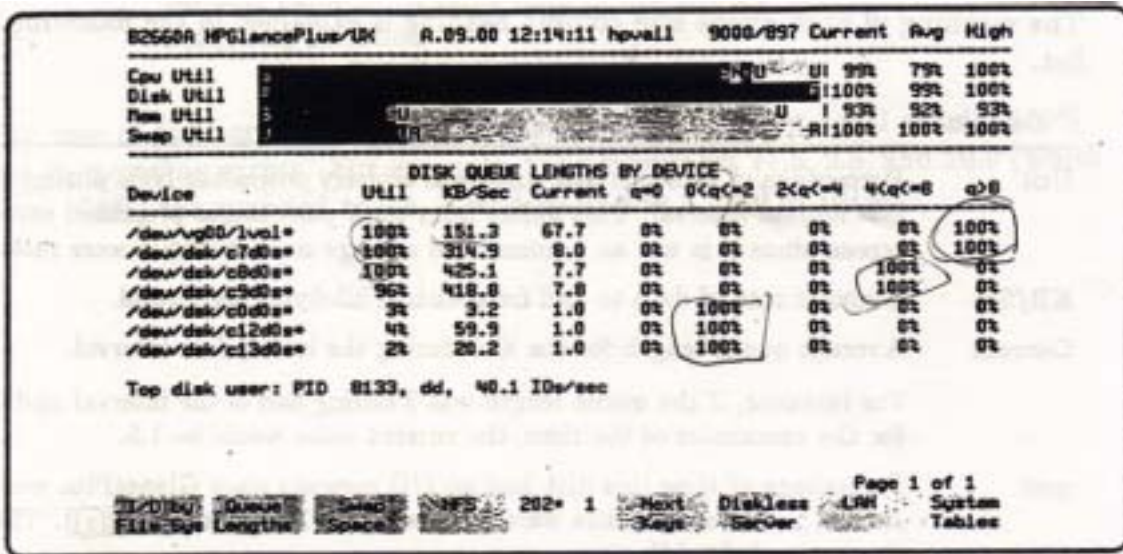 B2660A HPGlancePlus/UX A.09.00 12:14:11 hpvall 9000/897 Current Avg High
Cpu Util S U U| 99% 79% 100%
Disk Util |100% 99% 100%
Mem Util S U U | 93% 92% 93%
Swap Util R R|100% 100% 100%
DISK QUEUE LENGTHS BY DEVICE
Device Util KB/Sec Current q=0 0<q<=2 2<q<=4 4<q<=8 q>8
/dev/vg00/lvol* 100% 151.3 67.7 0% 0% 0% 0% 100%
/dev/dsk/c7d0s* 100% 314.9 0% 0% 0% 0% 100%
/dev/dsk/c8d0s* 100% 425.1 7.7 0% 0% 0% 100% 0%
/dev/dsk/c9d0s* 96% 418.8 7.8 0% 0% 0% 100% 0%
/dev/dsk/c0d0s* 3% 3.2 1.0 0% 100% 0% 0% 0%
/dev/dsk/c12d0s* 4% 59.9 1.0 0% 100% 0% 0% 0%
/dev/dsk/c13d0s* 2% 20.2 1.0 0% 100% 0% 0% 0%
Top disk user: PID 8133, dd, 40.1 IOs/sec
Page 1 of 1
I/O by Queue Swap NFS 202* 1 Next Diskless LAN System
File Sys Lengths Space Keys Server Tables